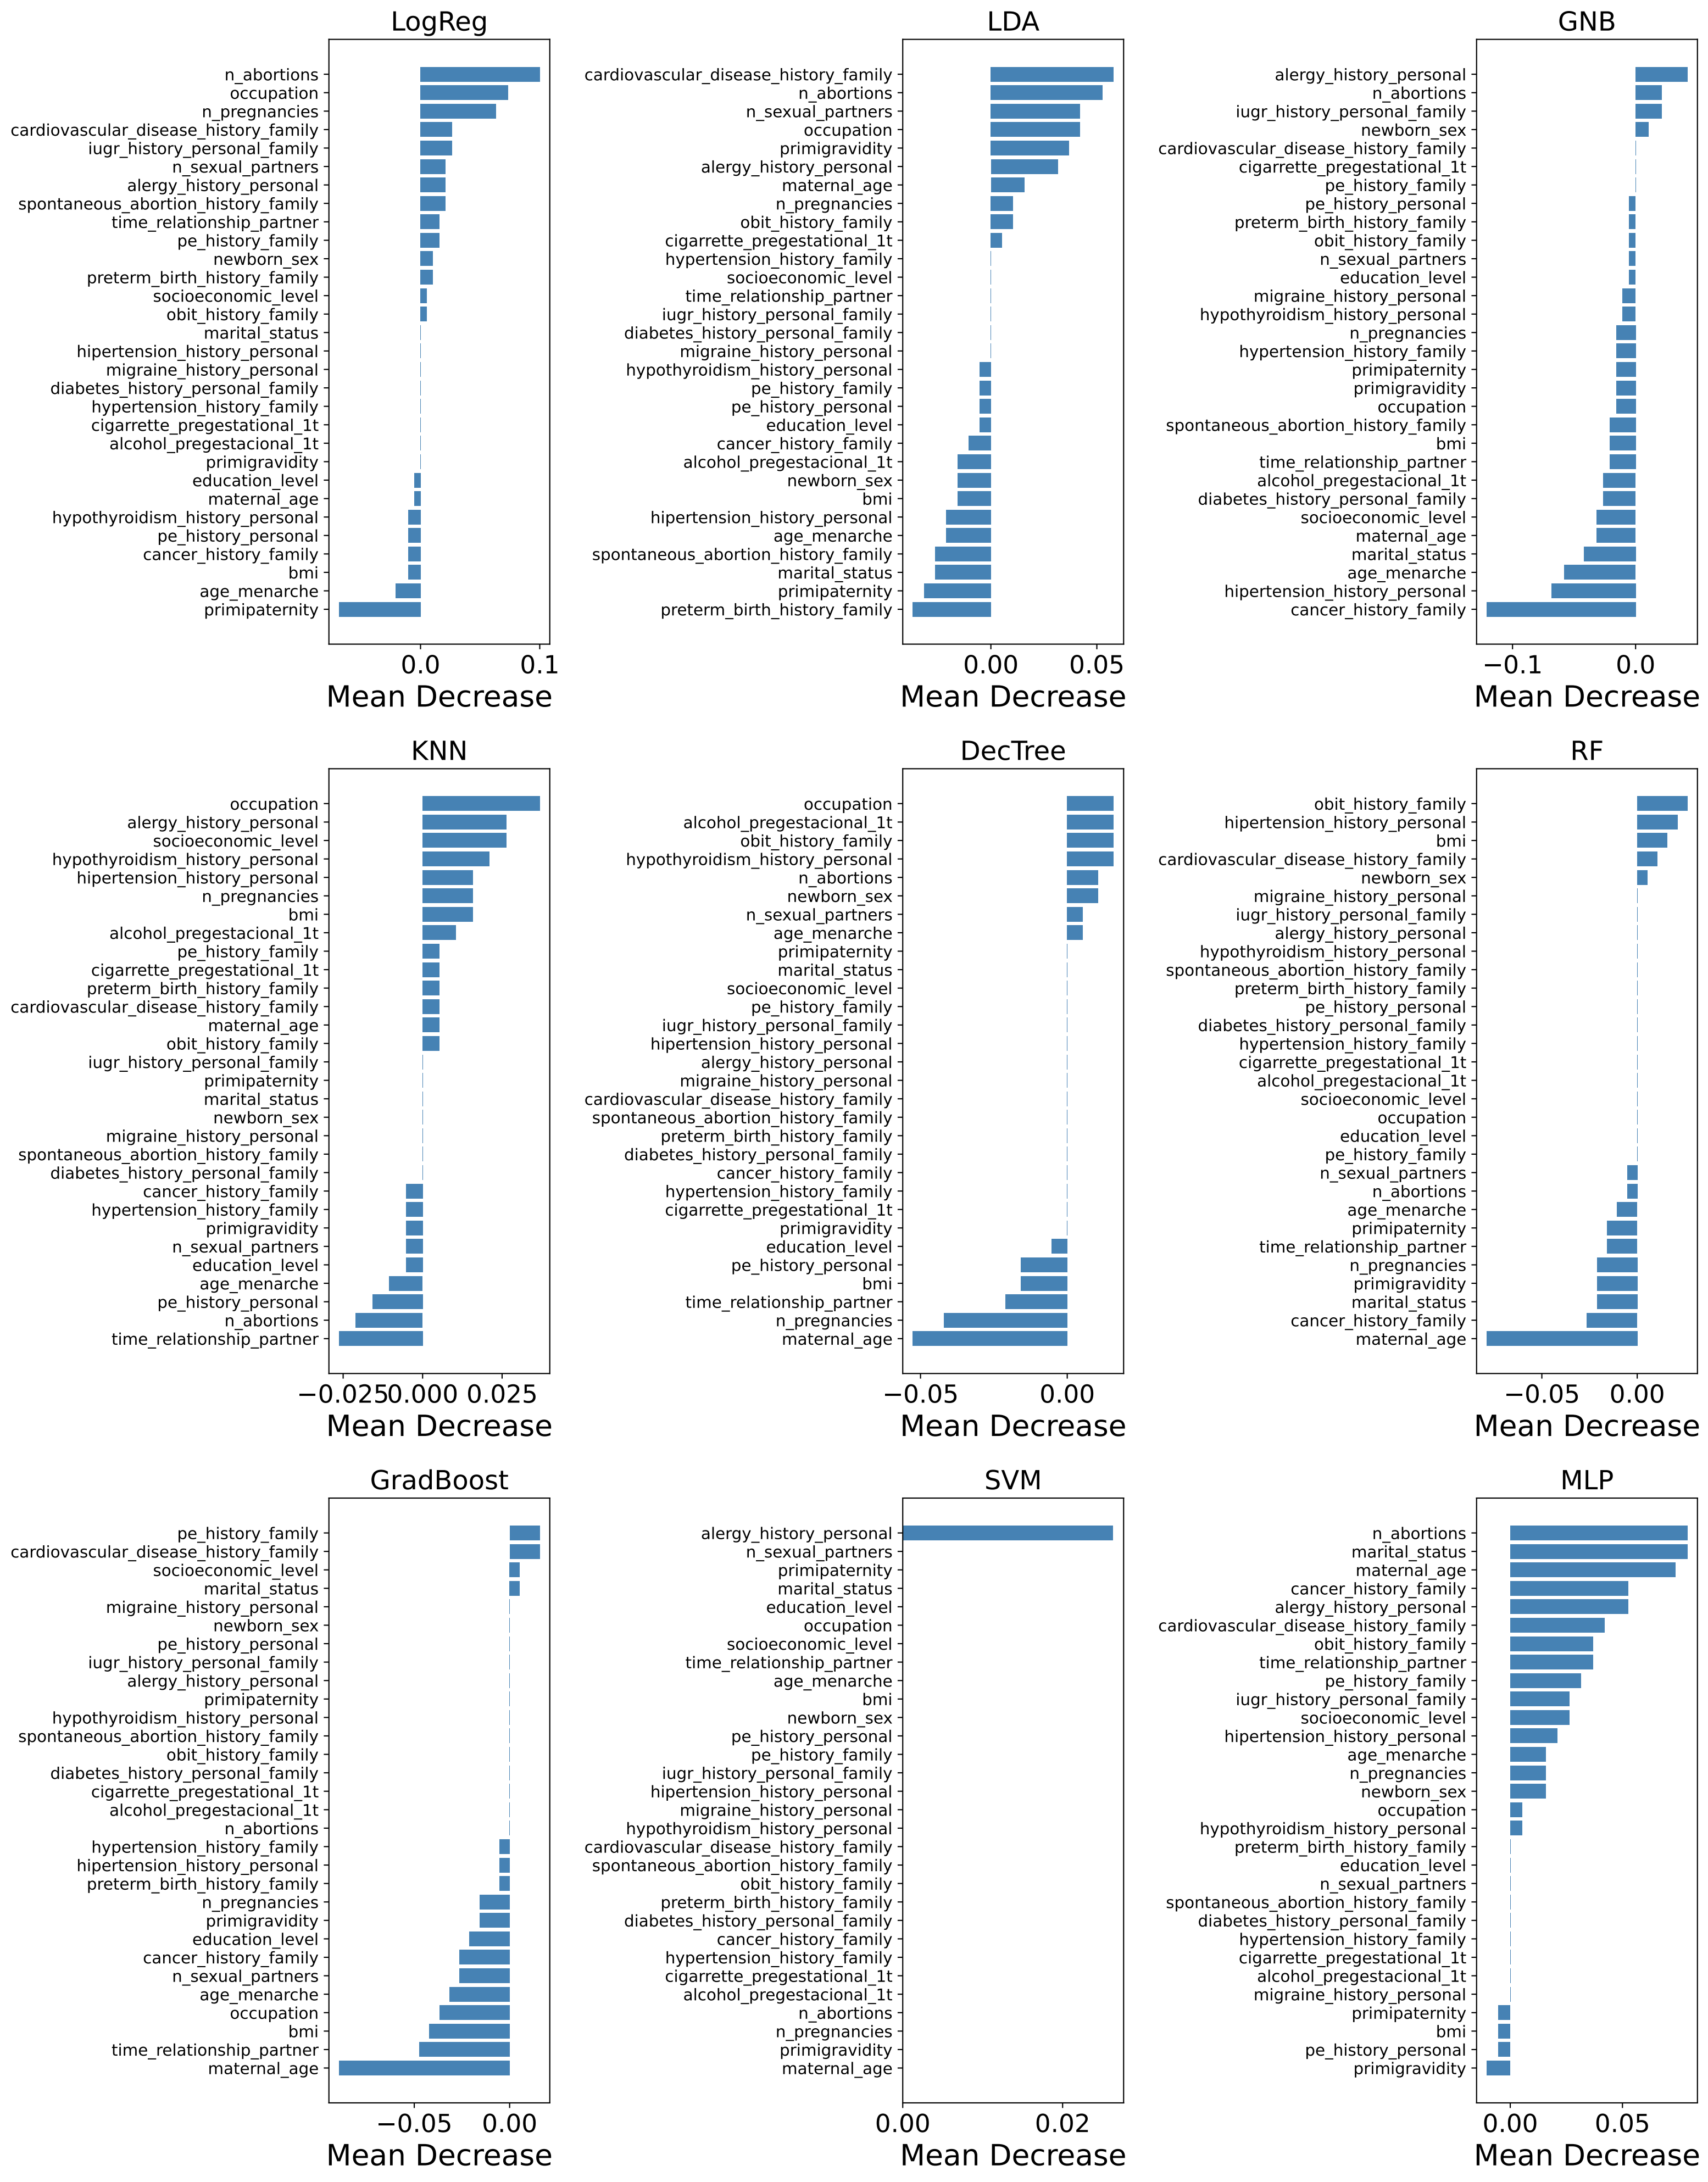 LogReg
n_abortions
occupation
n_pregnancies
cardiovascular_disease_history_family
iugr_history_personal_family
n_sexual_partners
alergy_history_personal
spontaneous_abortion_history_family
time_relationship_partner
pe_history_family
newborn_sex
preterm_birth_history_family
socioeconomic_level
obit_history_family
marital_status
hipertension_history_personal
migraine_history_personal
diabetes_history_personal_family
hypertension_history_family
cigarrette_pregestational_1t
alcohol_pregestacional_1t
primigravidity
education_level
maternal_age
hypothyroidism_history_personal
pe_history_personal
cancer_history_family
bmi
age_menarche
primipaternity
0.0 0.1
Mean Decrease
LDA
cardiovascular_disease_history_family
n_abortions
n_sexual_partners
occupation
primigravidity
alergy_history_personal
maternal_age
n_pregnancies
obit_history_family
cigarrette_pregestational_1t
hypertension_history_family
socioeconomic_level
time_relationship_partner
iugr_history_personal_family
diabetes_history_personal_family
migraine_history_personal
hypothyroidism_history_personal
pe_history_family
pe_history_personal
education_level
cancer_history_family
alcohol_pregestacional_1t
newborn_sex
bmi
hipertension_history_personal
age_menarche
spontaneous_abortion_history_family
marital_status
primipaternity
preterm_birth_history_family
0.00 0.05
Mean Decrease
GNB
alergy_history_personal
n_abortions
iugr_history_personal_family
newborn_sex
cardiovascular_disease_history_family
cigarrette_pregestational_1t
pe_history_family
pe_history_personal
preterm_birth_history_family
obit_history_family
n_sexual_partners
education_level
migraine_history_personal
hypothyroidism_history_personal
n_pregnancies
hypertension_history_family
primipaternity
primigravidity
occupation
spontaneous_abortion_history_family
bmi
time_relationship_partner
alcohol_pregestacional_1t
diabetes_history_personal_family
socioeconomic_level
maternal_age
marital_status
age_menarche
hipertension_history_personal
cancer_history_family
−0.1 0.0
Mean Decrease
KNN
occupation
alergy_history_personal
socioeconomic_level
hypothyroidism_history_personal
hipertension_history_personal
n_pregnancies
bmi
alcohol_pregestacional_1t
pe_history_family
cigarrette_pregestational_1t
preterm_birth_history_family
cardiovascular_disease_history_family
maternal_age
obit_history_family
iugr_history_personal_family
primipaternity
marital_status
newborn_sex
migraine_history_personal
spontaneous_abortion_history_family
diabetes_history_personal_family
cancer_history_family
hypertension_history_family
primigravidity
n_sexual_partners
education_level
age_menarche
pe_history_personal
n_abortions
time_relationship_partner
−0.025 0.000 0.025
Mean Decrease
DecTree
occupation
alcohol_pregestacional_1t
obit_history_family
hypothyroidism_history_personal
n_abortions
newborn_sex
n_sexual_partners
age_menarche
primipaternity
marital_status
socioeconomic_level
pe_history_family
iugr_history_personal_family
hipertension_history_personal
alergy_history_personal
migraine_history_personal
cardiovascular_disease_history_family
spontaneous_abortion_history_family
preterm_birth_history_family
diabetes_history_personal_family
cancer_history_family
hypertension_history_family
cigarrette_pregestational_1t
primigravidity
education_level
pe_history_personal
bmi
time_relationship_partner
n_pregnancies
maternal_age
−0.05 0.00
Mean Decrease
RF
obit_history_family
hipertension_history_personal
bmi
cardiovascular_disease_history_family
newborn_sex
migraine_history_personal
iugr_history_personal_family
alergy_history_personal
hypothyroidism_history_personal
spontaneous_abortion_history_family
preterm_birth_history_family
pe_history_personal
diabetes_history_personal_family
hypertension_history_family
cigarrette_pregestational_1t
alcohol_pregestacional_1t
socioeconomic_level
occupation
education_level
pe_history_family
n_sexual_partners
n_abortions
age_menarche
primipaternity
time_relationship_partner
n_pregnancies
primigravidity
marital_status
cancer_history_family
maternal_age
−0.05 0.00
Mean Decrease
GradBoost
pe_history_family
cardiovascular_disease_history_family
socioeconomic_level
marital_status
migraine_history_personal
newborn_sex
pe_history_personal
iugr_history_personal_family
alergy_history_personal
primipaternity
hypothyroidism_history_personal
spontaneous_abortion_history_family
obit_history_family
diabetes_history_personal_family
cigarrette_pregestational_1t
alcohol_pregestacional_1t
n_abortions
hypertension_history_family
hipertension_history_personal
preterm_birth_history_family
n_pregnancies
primigravidity
education_level
cancer_history_family
n_sexual_partners
age_menarche
occupation
bmi
time_relationship_partner
maternal_age
−0.05 0.00
Mean Decrease
SVM
alergy_history_personal
n_sexual_partners
primipaternity
marital_status
education_level
occupation
socioeconomic_level
time_relationship_partner
age_menarche
bmi
newborn_sex
pe_history_personal
pe_history_family
iugr_history_personal_family
hipertension_history_personal
migraine_history_personal
hypothyroidism_history_personal
cardiovascular_disease_history_family
spontaneous_abortion_history_family
obit_history_family
preterm_birth_history_family
diabetes_history_personal_family
cancer_history_family
hypertension_history_family
cigarrette_pregestational_1t
alcohol_pregestacional_1t
n_abortions
n_pregnancies
primigravidity
maternal_age
0.00 0.02
Mean Decrease
MLP
n_abortions
marital_status
maternal_age
cancer_history_family
alergy_history_personal
cardiovascular_disease_history_family
obit_history_family
time_relationship_partner
pe_history_family
iugr_history_personal_family
socioeconomic_level
hipertension_history_personal
age_menarche
n_pregnancies
newborn_sex
occupation
hypothyroidism_history_personal
preterm_birth_history_family
education_level
n_sexual_partners
spontaneous_abortion_history_family
diabetes_history_personal_family
hypertension_history_family
cigarrette_pregestational_1t
alcohol_pregestacional_1t
migraine_history_personal
primipaternity
bmi
pe_history_personal
primigravidity
0.00 0.05
Mean Decrease